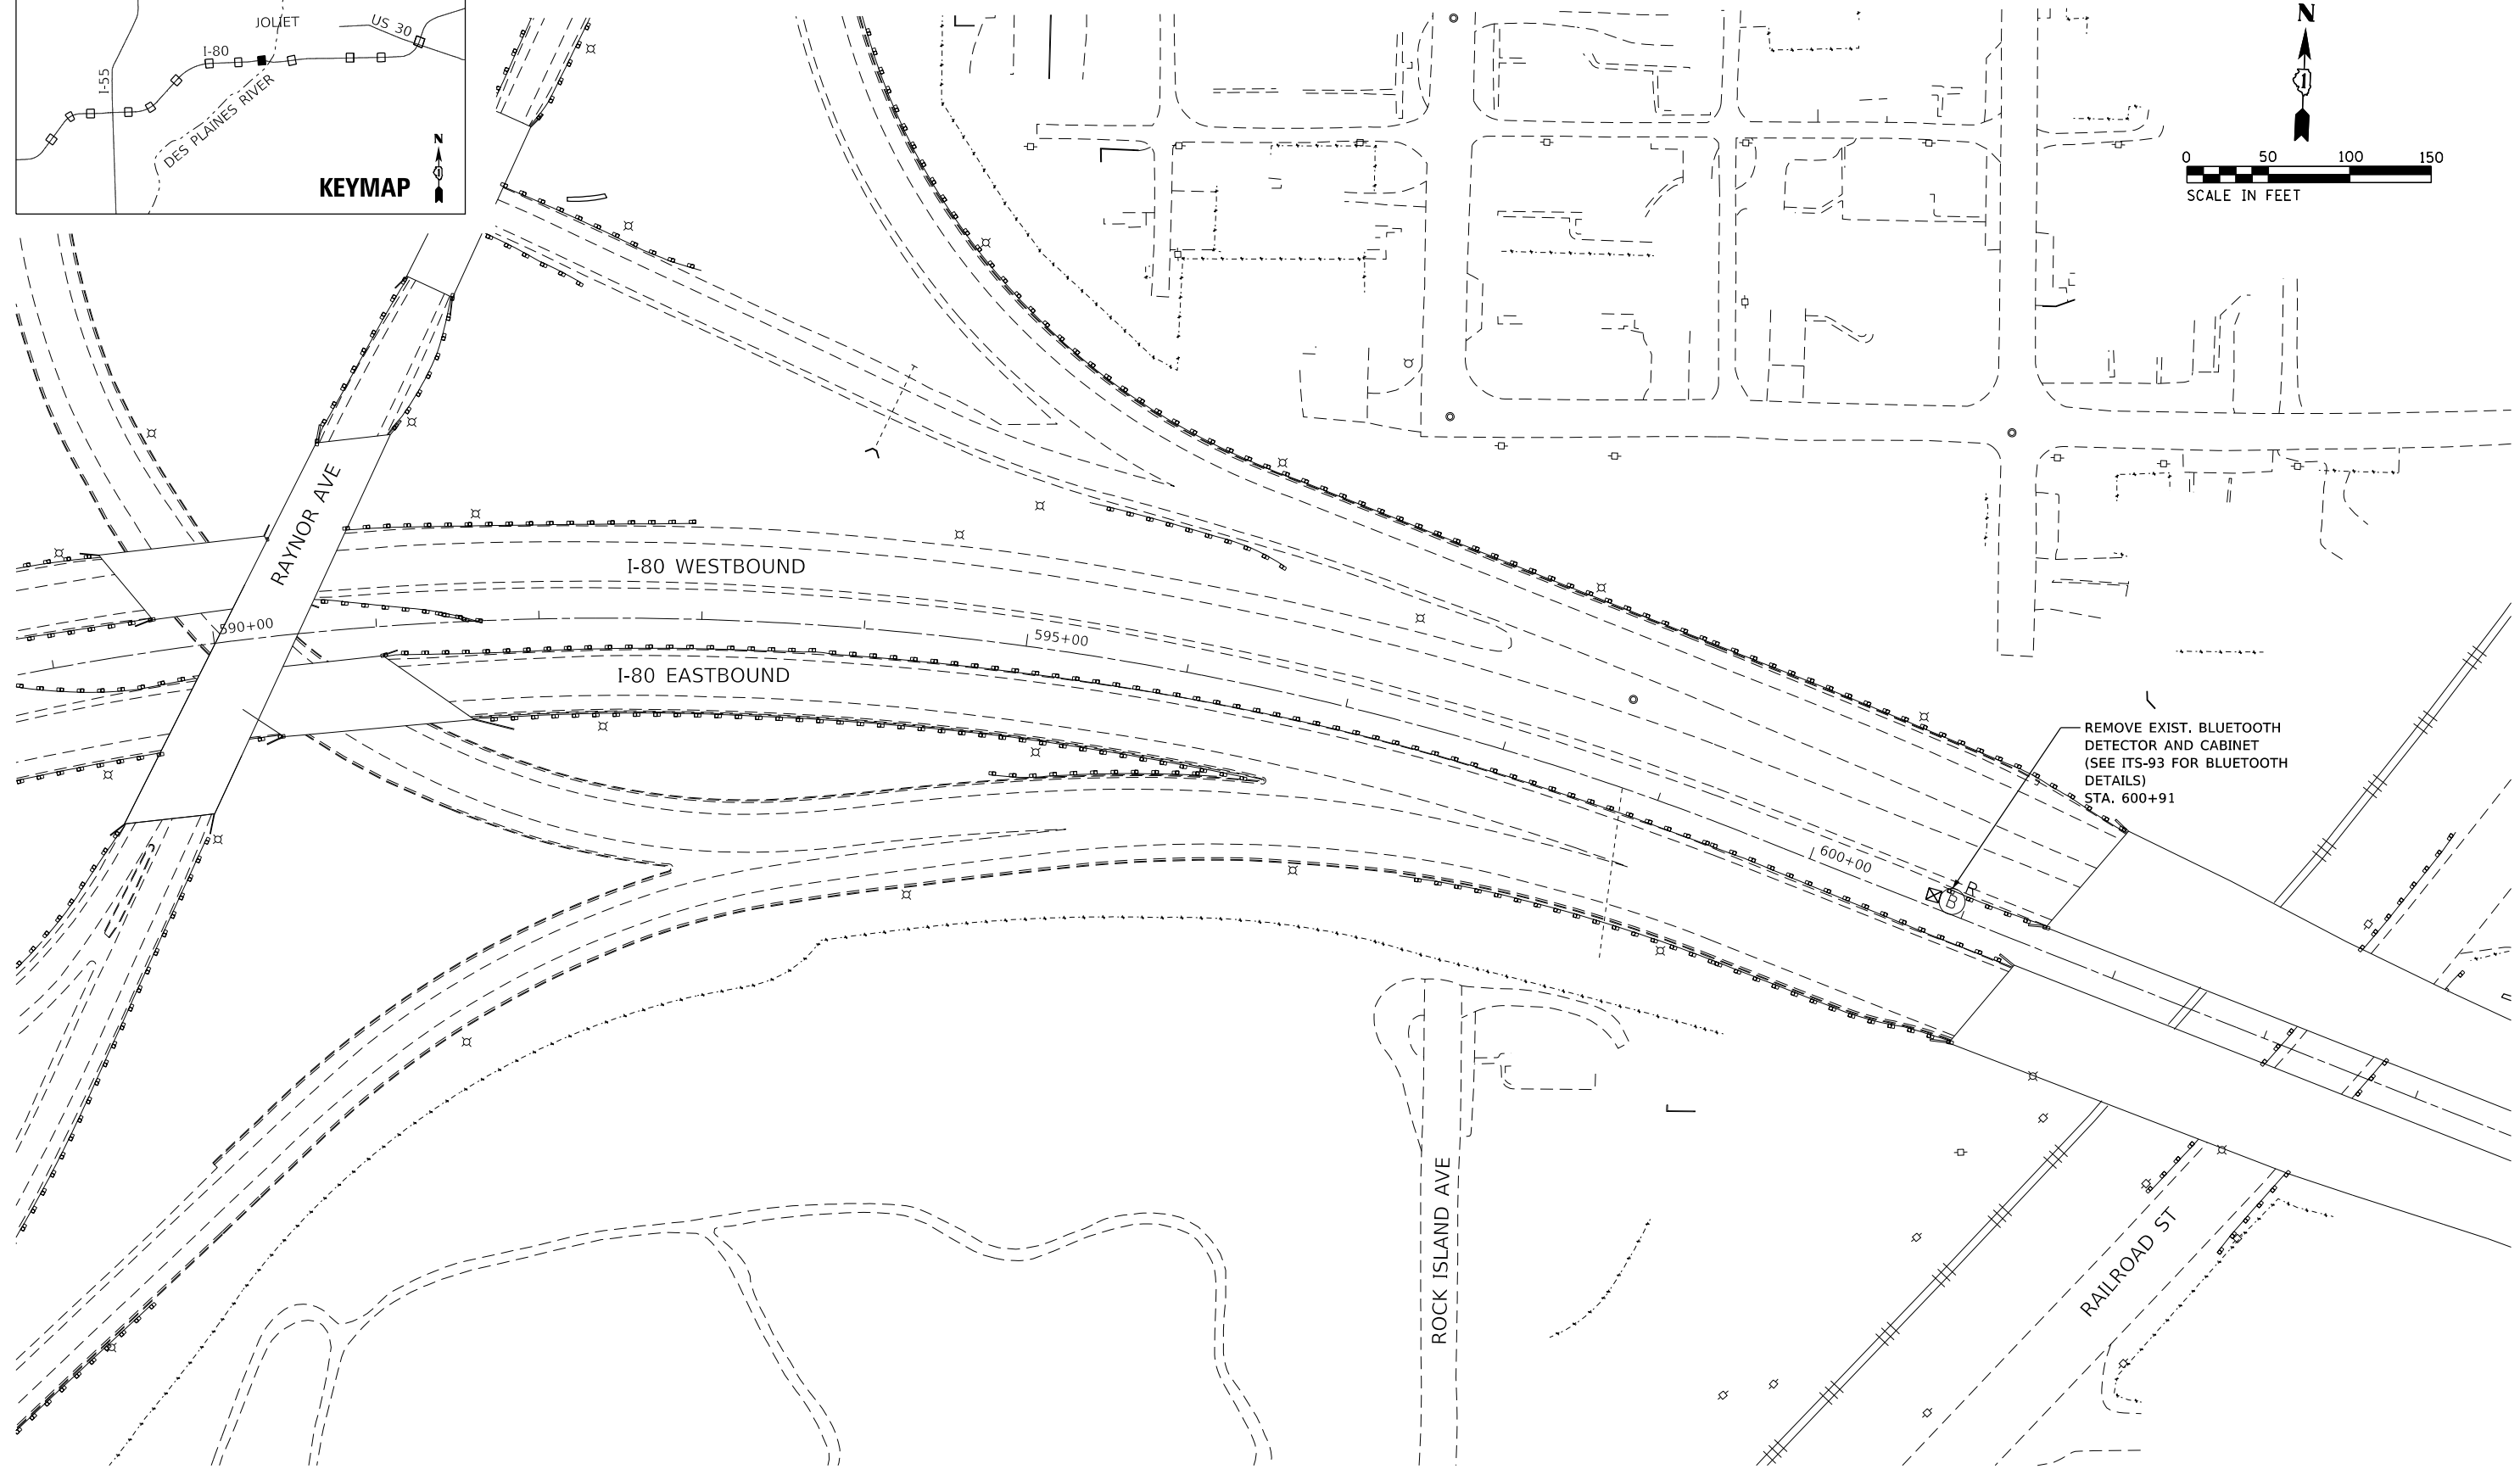 JOLIET
US 30
I-80
I-55
DES PLAINES RIVER
N
1
KEYMAP
N
1
0 50 100 150
SCALE IN FEET
RAYNOR AVE
I-80 WESTBOUND
590+00
595+00
I-80 EASTBOUND
REMOVE EXIST. BLUETOOTH
DETECTOR AND CABINET
(SEE ITS-93 FOR BLUETOOTH
DETAILS)
STA. 600+91
600+00
R
B
ROCK ISLAND AVE
RAILROAD ST